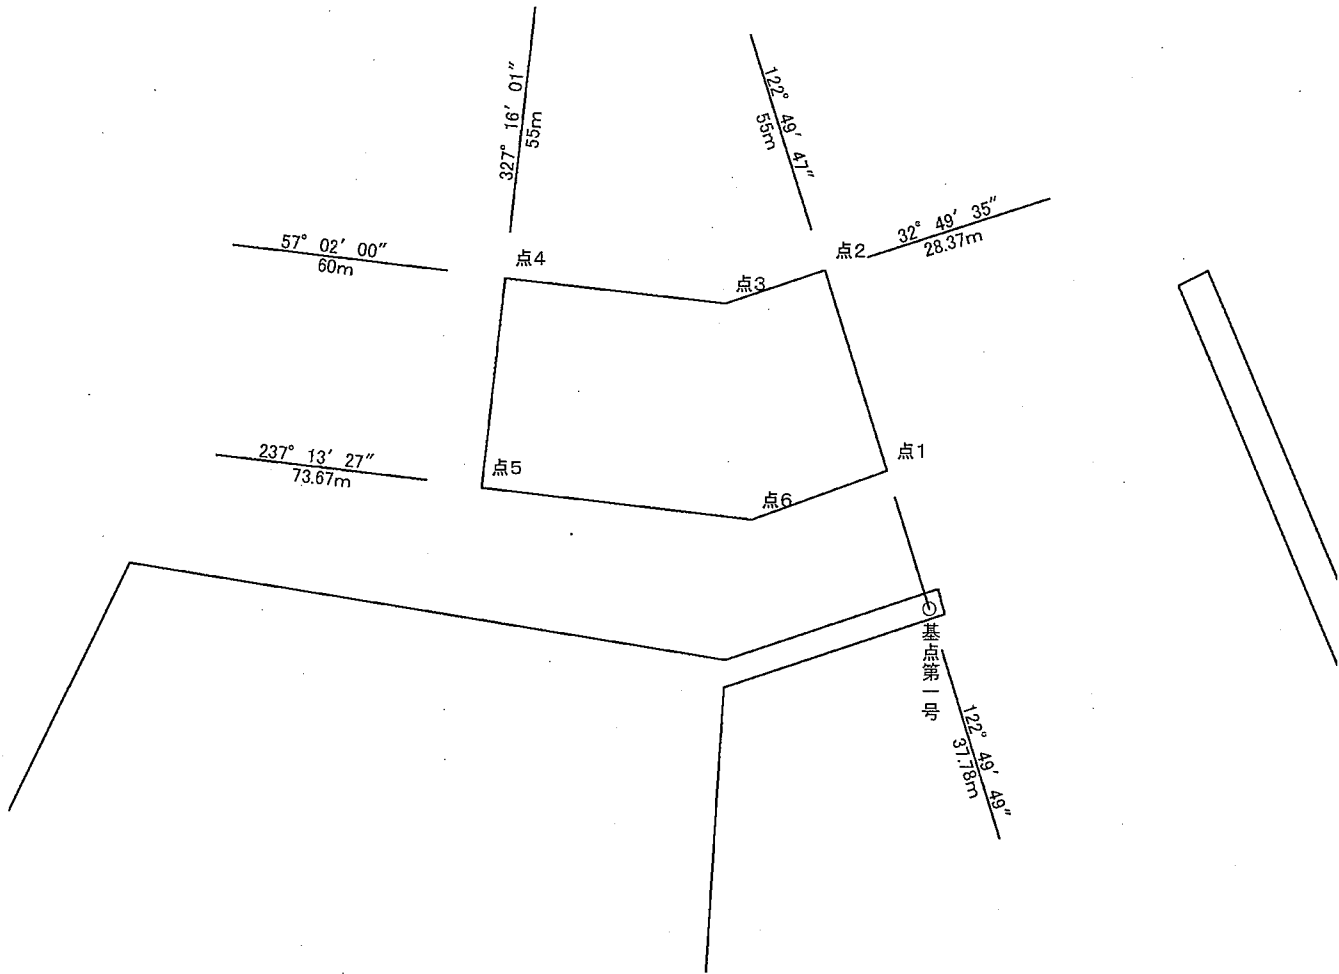 327° 16′ 01″
55m
122° 49′ 47″
55m
32° 49′ 35″
28.37m
57° 02′ 00″
60m
点4
点3
点2
237° 13′ 27″
73.67m
点5
点6
点1
基点第一号
122° 49′ 49″
37.78m